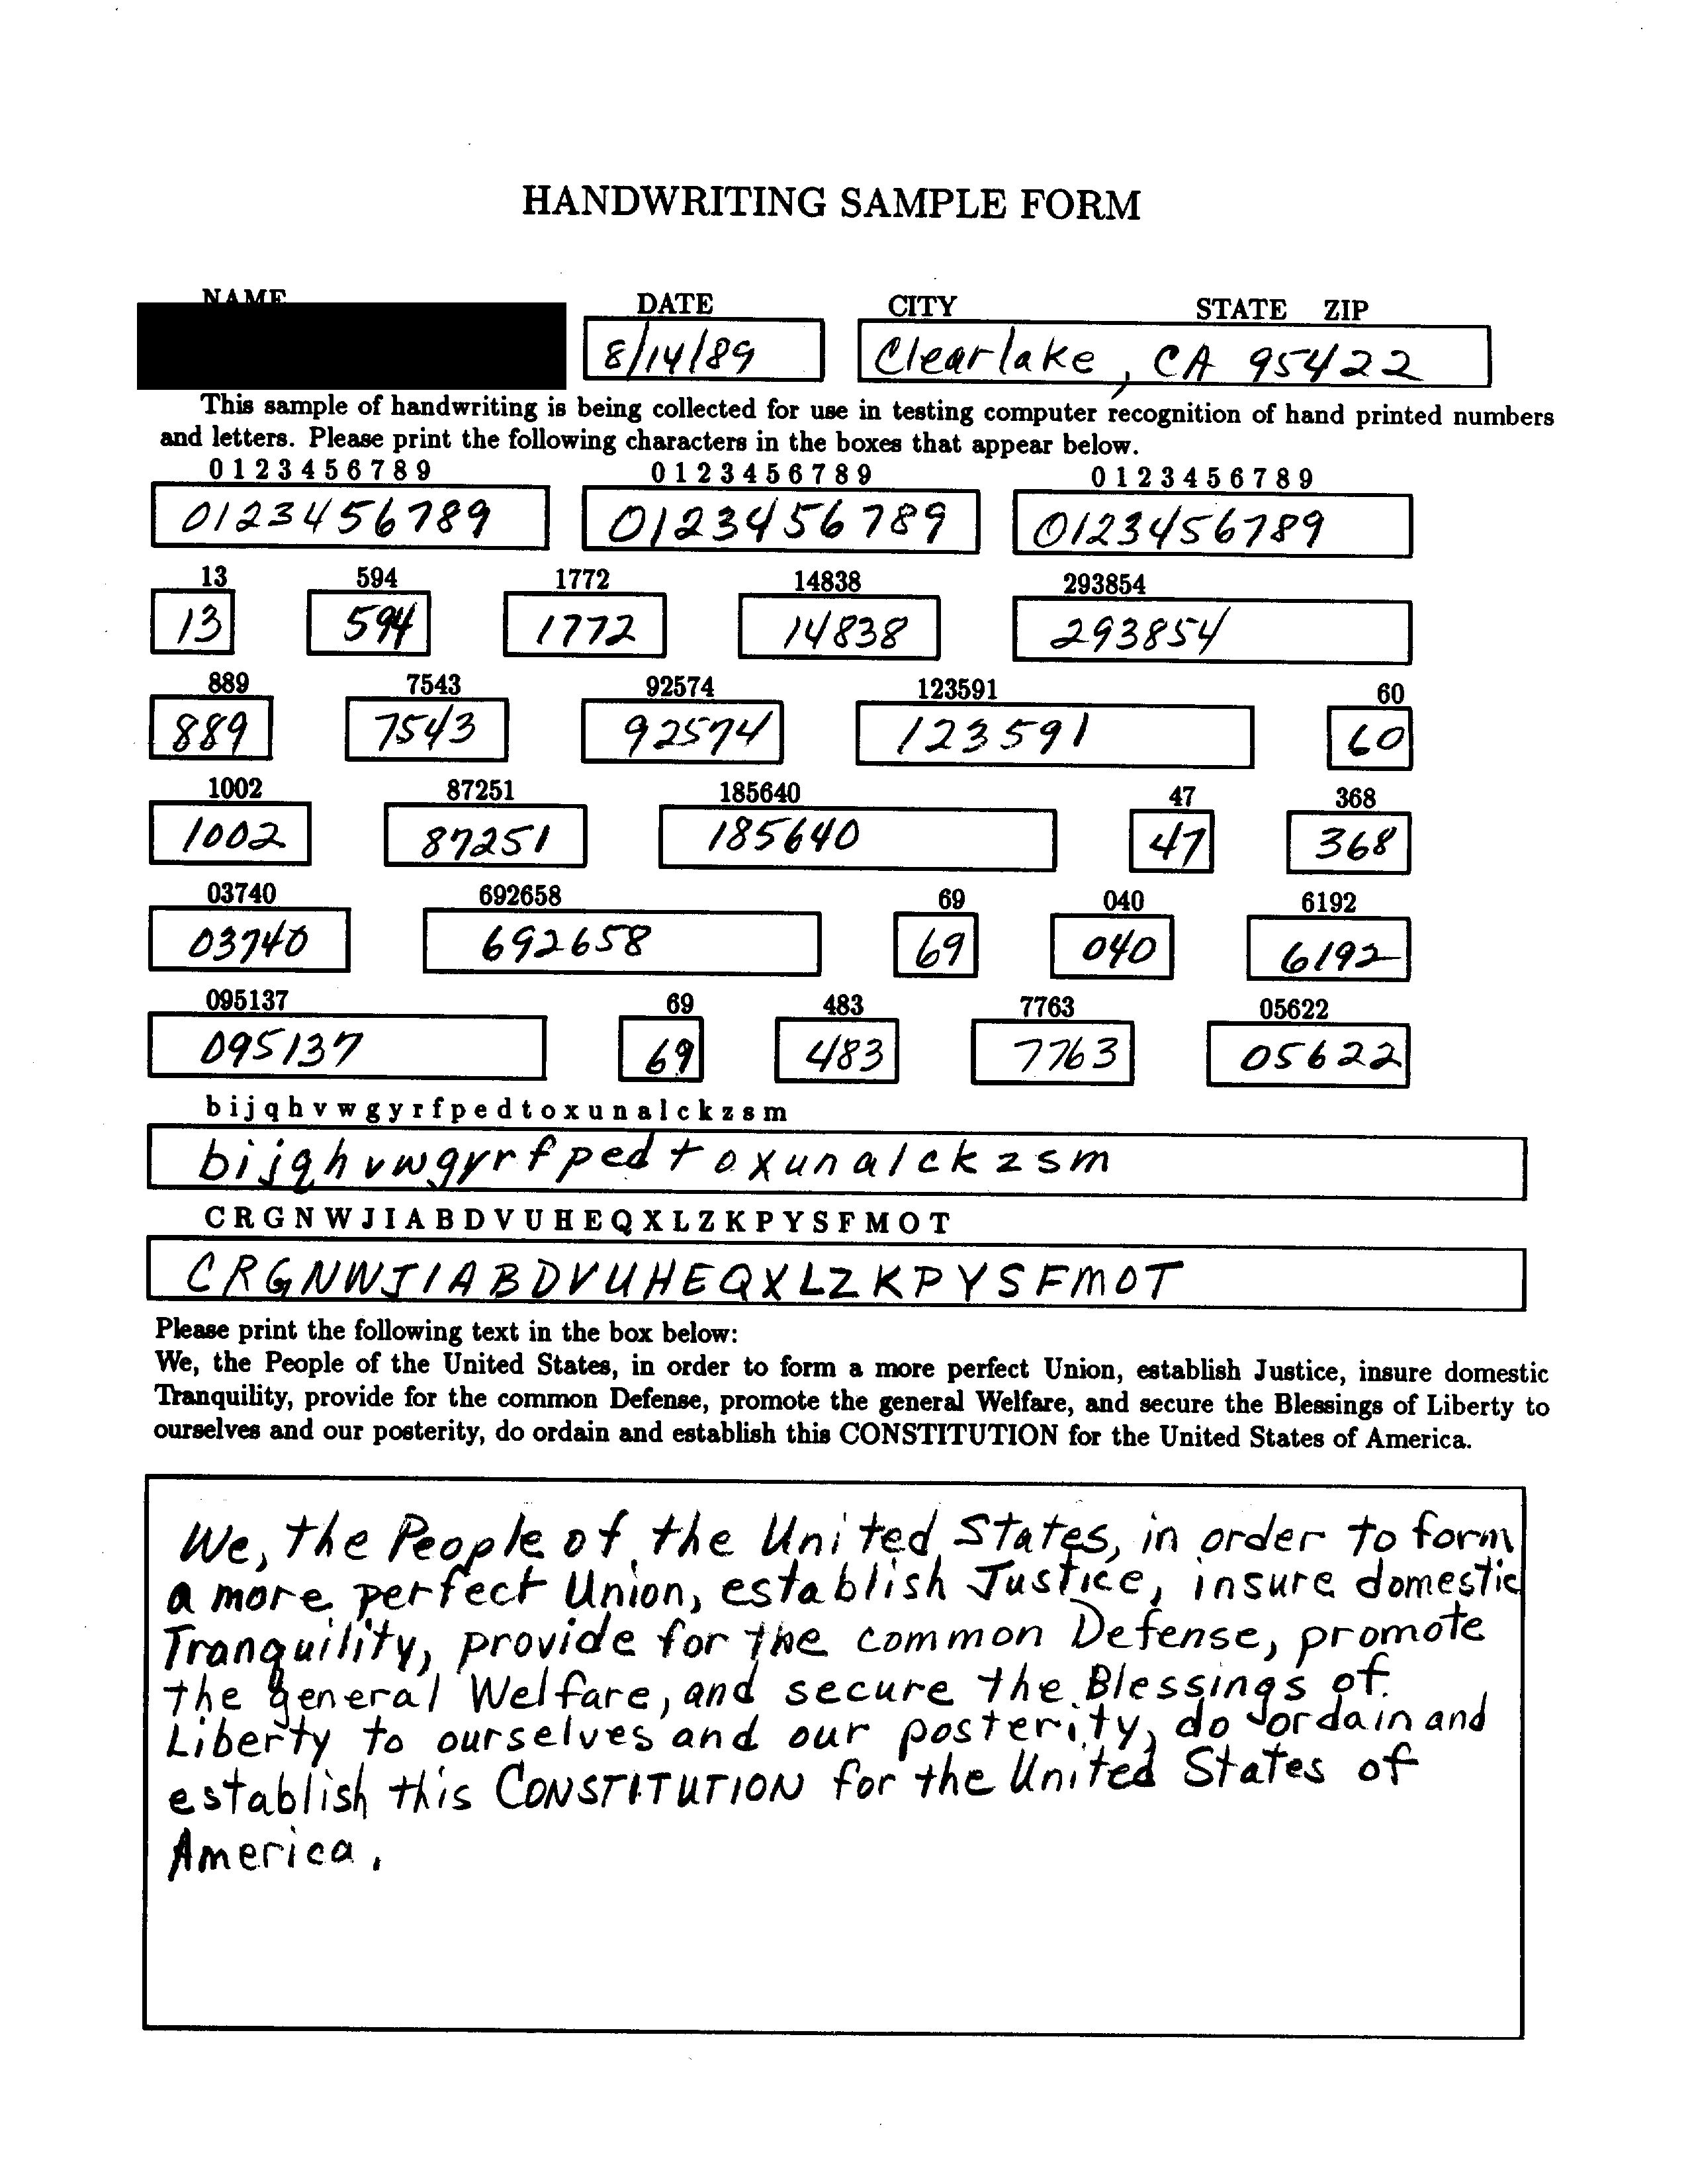 HANDWRITING SAMPLE FORM
NAME DATE CITY STATE ZIP
8/14/89 Clearlake, CA 95422
This sample of handwriting is being collected for use in testing computer recognition of hand printed numbers
and letters. Please print the following characters in the boxes that appear below.
0 1 2 3 4 5 6 7 8 9 0 1 2 3 4 5 6 7 8 9 0 1 2 3 4 5 6 7 8 9
0123456789 0123456789 0123456789
13 594 1772 14838 293854
13 594 1772 14838 293854
889 7543 92574 123591 60
889 7543 92574 123591 60
1002 87251 185640 47 368
1002 87251 185640 47 368
03740 692658 69 040 6192
03740 692658 69 040 6192
095137 69 483 7763 05622
095137 69 483 7763 05622
b i j q h v w g y r f p e d t o x u n a l c k z s m
b i j q h v w g y r f p e d t o x u n a l c k z s m
C R G N W J I A B D V U H E Q X L Z K P Y S F M O T
C R G N W J I A B D V U H E Q X L Z K P Y S F M O T
Please print the following text in the box below:
We, the People of the United States, in order to form a more perfect Union, establish Justice, insure domestic
Tranquility, provide for the common Defense, promote the general Welfare, and secure the Blessings of Liberty to
ourselves and our posterity, do ordain and establish this CONSTITUTION for the United States of America.
We, the People of the United States, in order to form
a more perfect Union, establish Justice, insure domestic
Tranquility, provide for the common Defense, promote
the general Welfare, and secure the Blessings of
Liberty to ourselves and our posterity, do ordain and
establish this CONSTITUTION for the United States of
America.